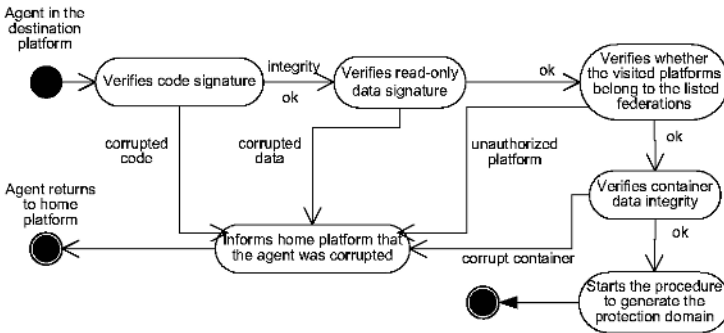 Agent in the
destination
platform
Verifies code signature
integrity
ok
Verifies read-only
data signature
ok
Verifies whether
the visited platforms
belong to the listed
federations
corrupted
code
corrupted
data
unauthorized
platform
ok
Agent returns
to home
platform
Verifies container
data integrity
Informs home platform that
the agent was corrupted
corrupt container
ok
Starts the procedure
to generate the
protection domain